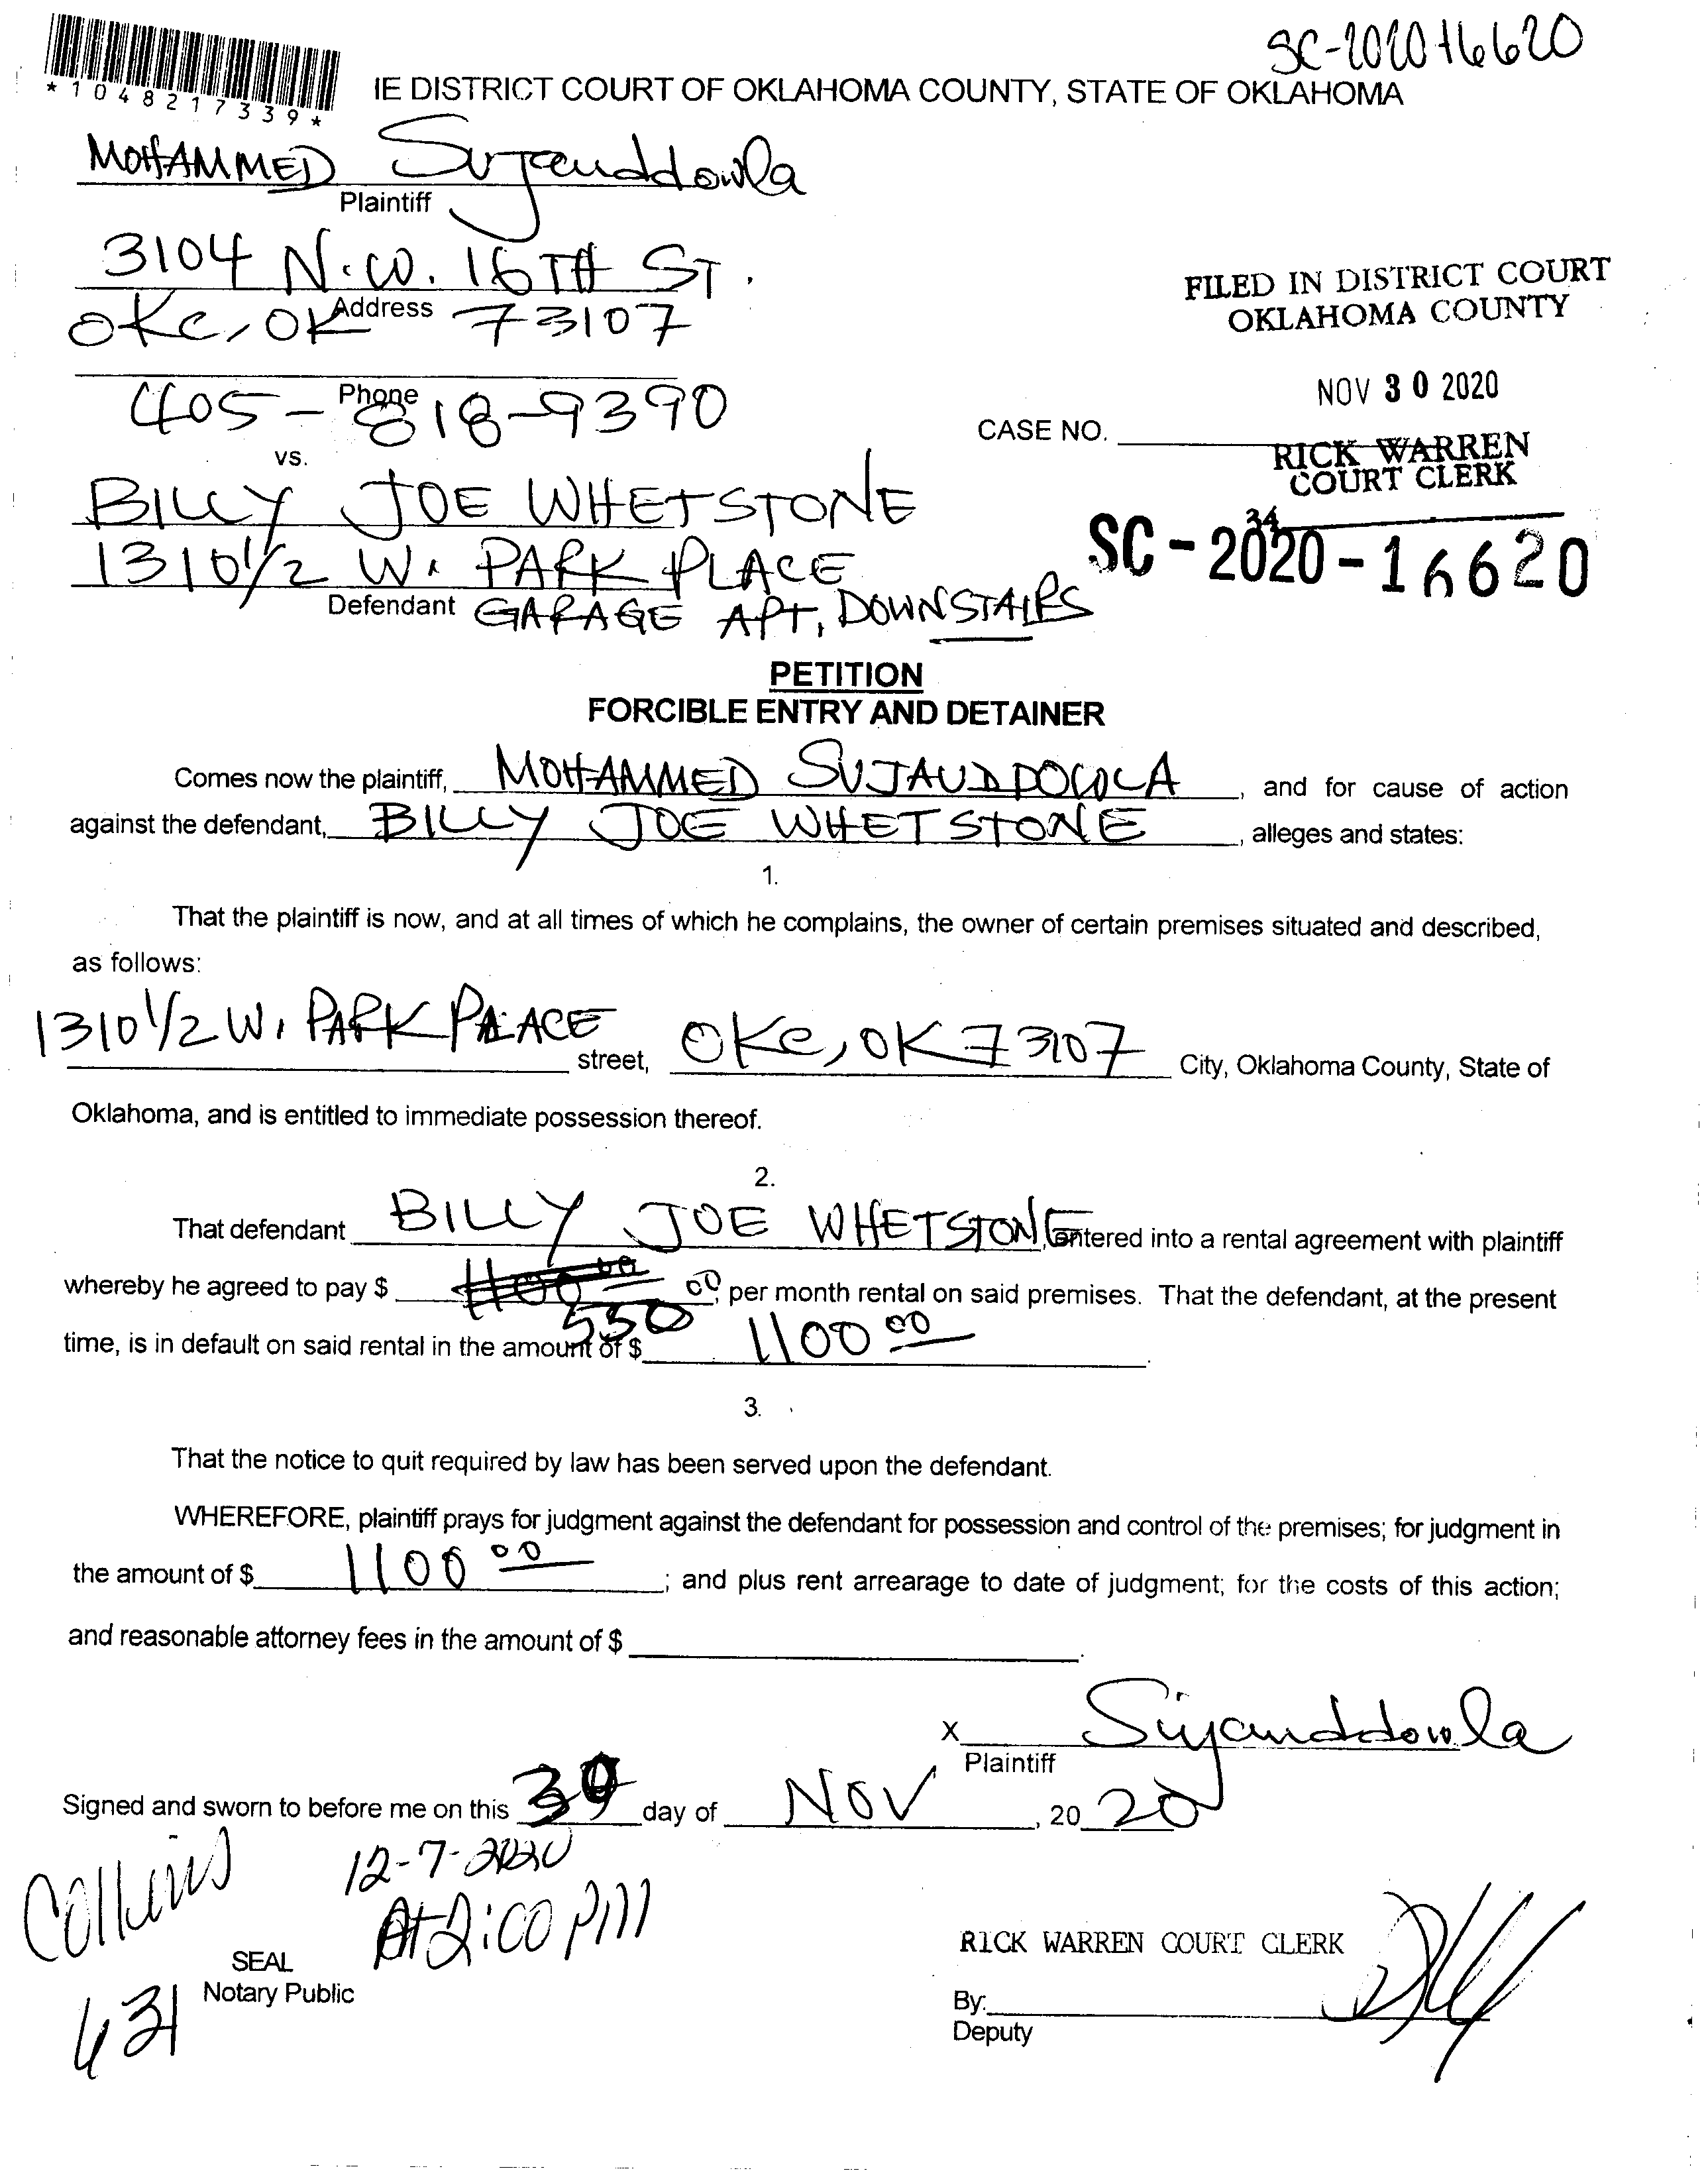 SC-2020-16620
*1048217339*
IE DISTRICT COURT OF OKLAHOMA COUNTY, STATE OF OKLAHOMA
MOHAMMED Sujauddowla
Plaintiff
3104 N.W. 16TH ST.
Address
OKC, OK 73107
FILED IN DISTRICT COURT
OKLAHOMA COUNTY
NOV 30 2020
Phone
405-818-9390
CASE NO.
RICK WARREN
COURT CLERK
vs.
34
BILLY JOE WHETSTONE
SC-2020-16620
1310 1/2 W. PARK PLACE
Defendant
GARAGE APT, DOWNSTAIRS
PETITION
FORCIBLE ENTRY AND DETAINER
Comes now the plaintiff, MOHAMMED SUJAUDDOWLA, and for cause of action
against the defendant, BILLY JOE WHETSTONE, alleges and states:
1.
That the plaintiff is now, and at all times of which he complains, the owner of certain premises situated and described,
as follows:
1310 1/2 W. PARK PLACE street, OKC, OK 73107 City, Oklahoma County, State of
Oklahoma, and is entitled to immediate possession thereof.
2.
That defendant BILLY JOE WHETSTONE, entered into a rental agreement with plaintiff
whereby he agreed to pay $ 1100 00 550 00, per month rental on said premises. That the defendant, at the present
time, is in default on said rental in the amount of $ 1100 00.
3.
That the notice to quit required by law has been served upon the defendant.
WHEREFORE, plaintiff prays for judgment against the defendant for possession and control of the premises; for judgment in
the amount of $ 1100 00; and plus rent arrearage to date of judgment; for the costs of this action;
and reasonable attorney fees in the amount of $ .
X Sujauddowla
Plaintiff
Signed and sworn to before me on this 30 day of NOV, 20 20
Collins
12-7-2020
At 2:00 PM
SEAL
Notary Public
631
RICK WARREN COURT CLERK
By:
Deputy